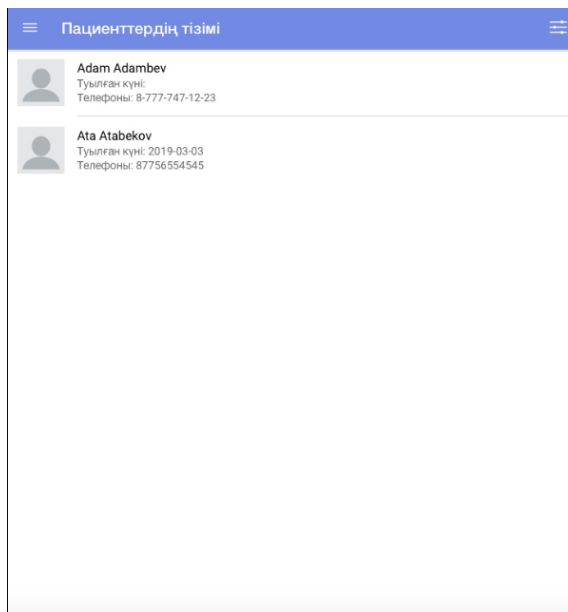 Пациенттердің тізімі
Adam Adambev
Туылған күні:
Телефоны: 8-777-747-12-23
Ata Atabekov
Туылған күні: 2019-03-03
Телефоны: 87756554545